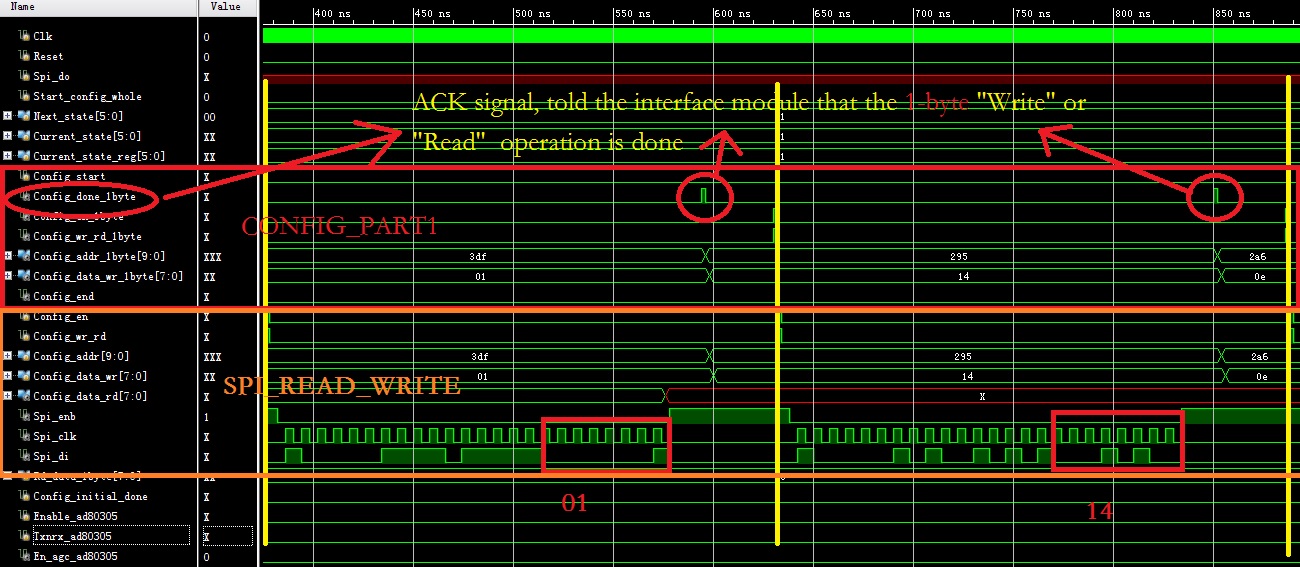 Name Value
400 ns 450 ns 500 ns 550 ns 600 ns 650 ns 700 ns 750 ns 800 ns 850 ns
Clk 0
Reset 0
Spi_do X
Start_config_whole 0
ACK signal, told the interface module that the 1-byte "Write" or
Next_state[5:0] 00 1
Current_state[5:0] XX 1
"Read" operation is done
Current_state_reg[5:0] XX 1
Config_start X
Config_done_1byte X
Config_en_1byte X
CONFIG_PART1
Config_wr_rd_1byte X
Config_addr_1byte[9:0] XXX 3df 295 2a6
Config_data_wr_1byte[7:0] XX 01 14 0e
Config_end X
Config_en X
Config_wr_rd X
Config_addr[9:0] XXX 3df 295 2a6
Config_data_wr[7:0] XX 01 14 0e
SPI_READ_WRITE
Config_data_rd[7:0] X X
Spi_enb 1
Spi_clk X
Spi_di X
Config_initial_done X
01 14
Enable_ad80305 X
Txnrx_ad80305 X
En_agc_ad80305 0